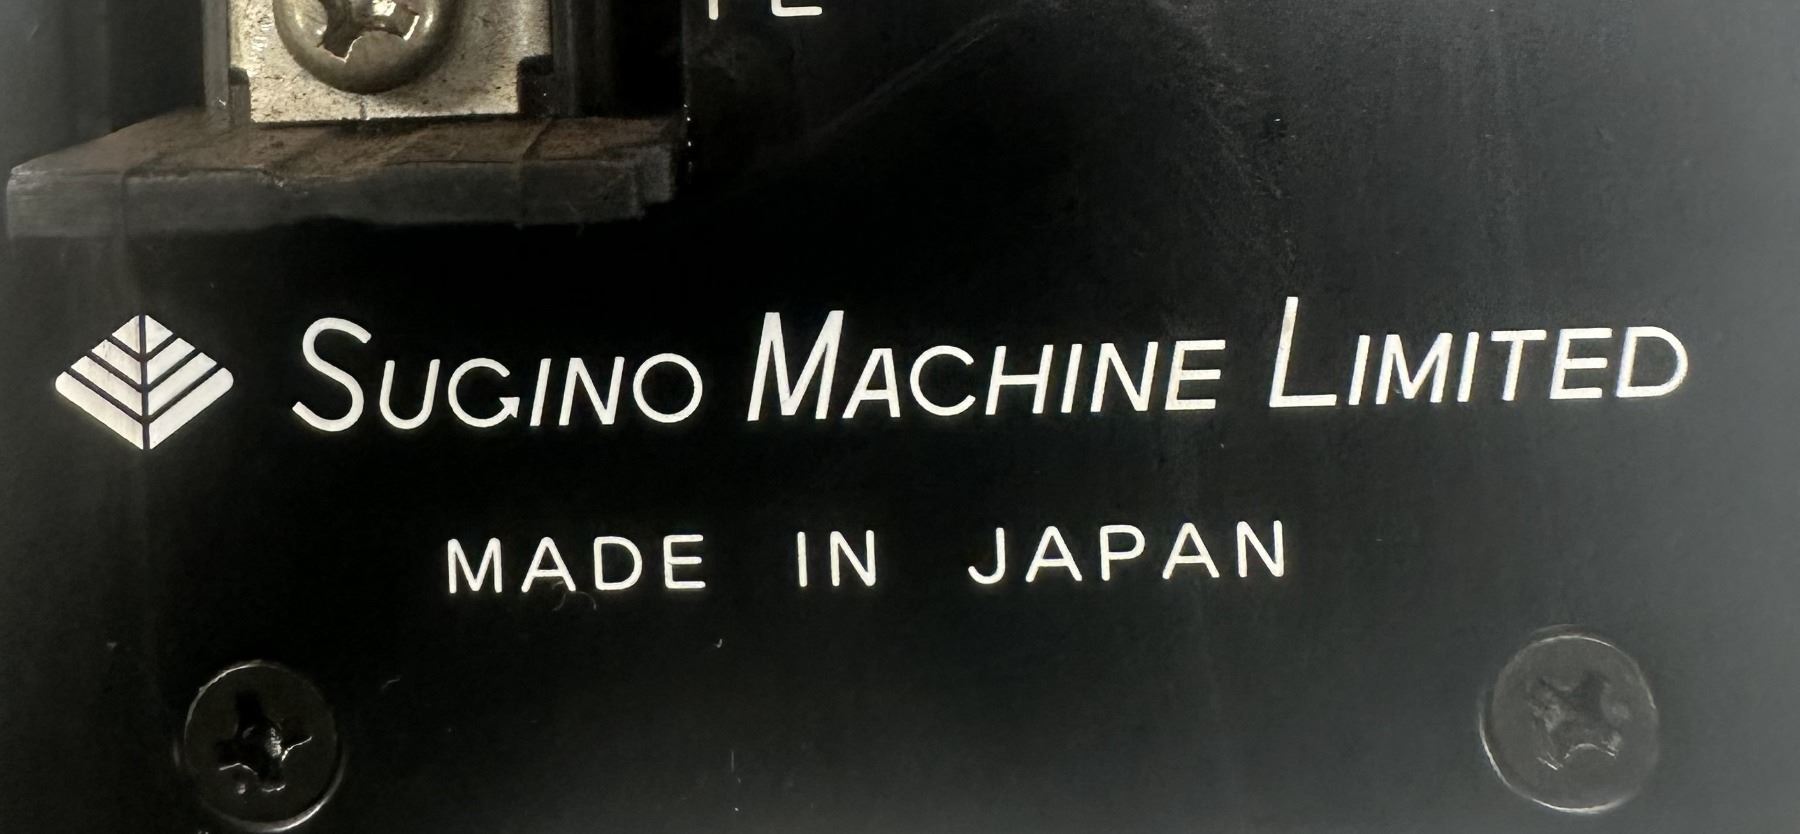 SUGINO MACHINE LIMITED
MADE IN JAPAN